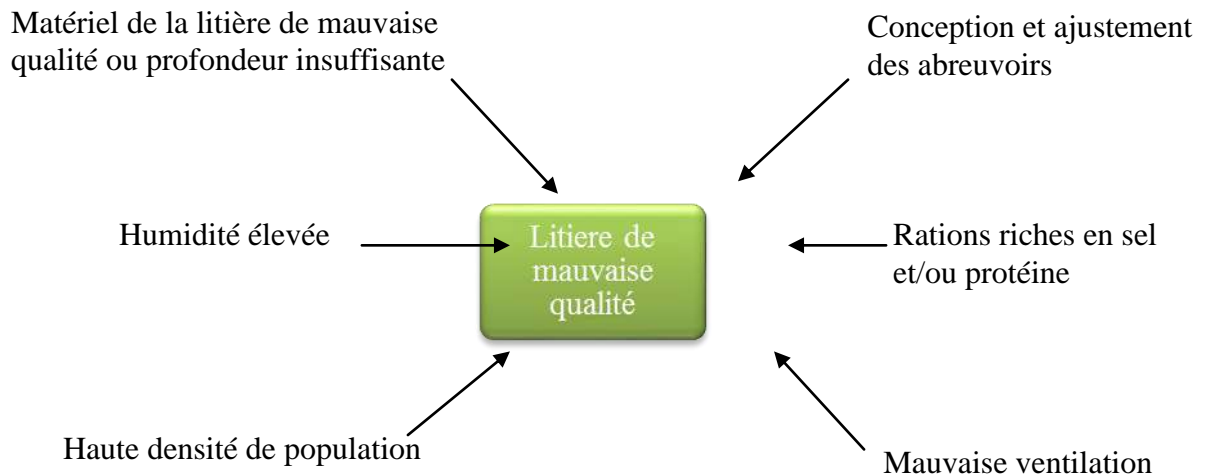 Matériel de la litière de mauvaise
qualité ou profondeur insuffisante
Conception et ajustement
des abreuvoirs
Humidité élevée
Litiere de
mauvaise
qualité
Rations riches en sel
et/ou protéine
Haute densité de population
Mauvaise ventilation